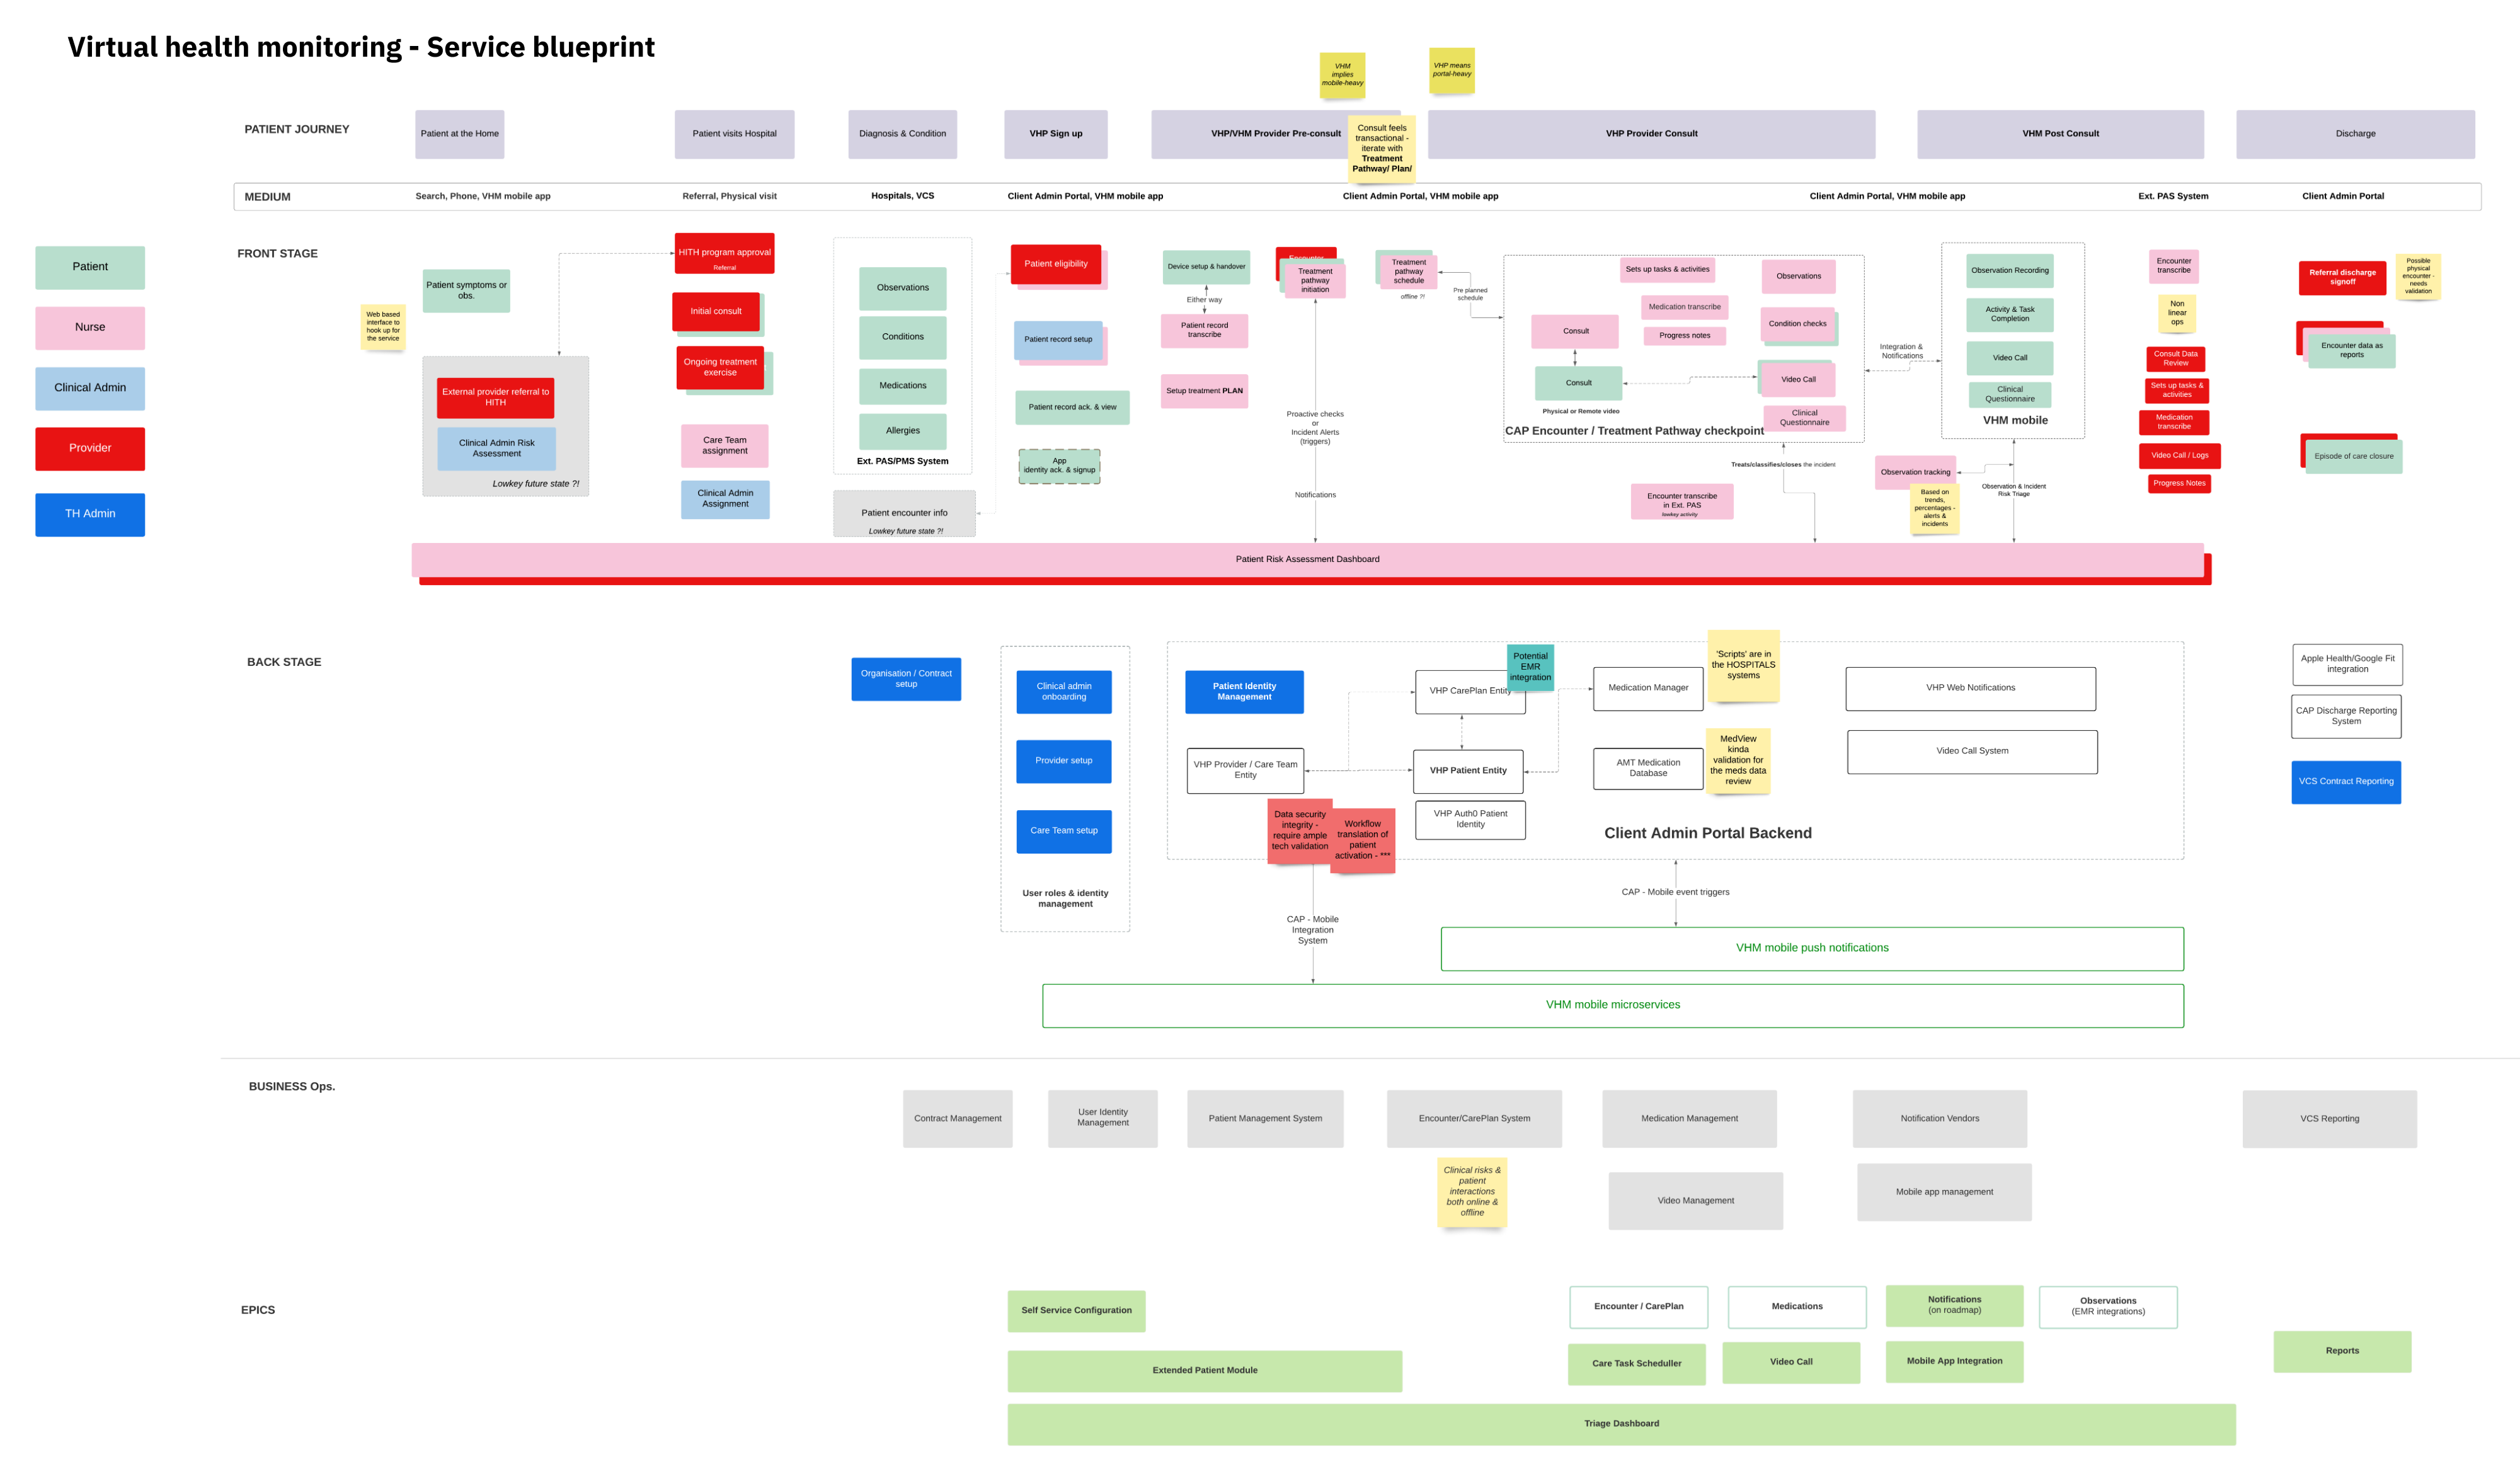 Virtual health monitoring - Service blueprint
VHM
implies
mobile-heavy
VHP means
portal-heavy
PATIENT JOURNEY
Patient at the Home
Patient visits Hospital
Diagnosis & Condition
VHP Sign up
VHP/VHM Provider Pre-consult
Consult feels
transactional -
iterate with
Treatment
Pathway/ Plan/
VHP Provider Consult
VHM Post Consult
Discharge
MEDIUM
Search, Phone, VHM mobile app
Referral, Physical visit
Hospitals, VCS
Client Admin Portal, VHM mobile app
Client Admin Portal, VHM mobile app
Client Admin Portal, VHM mobile app
Ext. PAS System
Client Admin Portal
Patient
Nurse
Clinical Admin
Provider
TH Admin
FRONT STAGE
Web based
interface to
hook up for
the service
Patient symptoms or
obs.
External provider referral to
HITH
Clinical Admin Risk
Assessment
Lowkey future state ?!
HITH program approval
Referral
Initial consult
Ongoing treatment
exercise
Care Team
assignment
Clinical Admin
Assignment
Observations
Conditions
Medications
Allergies
Ext. PAS/PMS System
Patient encounter info
Lowkey future state ?!
Patient eligibility
Patient record setup
Patient record ack. & view
App
identity ack. & signup
Device setup & handover
Either way
Patient record
transcribe
Setup treatment PLAN
Encounter
Treatment
pathway
initiation
Proactive checks
or
Incident Alerts
(triggers)
Notifications
Treatment
pathway
schedule
offline ?!
Pre planned
schedule
Sets up tasks & activities
Medication transcribe
Progress notes
Consult
Consult
Physical or Remote video
Observations
Condition checks
Video Call
Clinical
Questionnaire
CAP Encounter / Treatment Pathway checkpoint
Treats/classifies/closes the incident
Encounter transcribe
in Ext. PAS
lowkey activity
Integration &
Notifications
Observation Recording
Activity & Task
Completion
Video Call
Clinical
Questionnaire
VHM mobile
Observation tracking
Based on
trends,
percentages -
alerts &
incidents
Observation & Incident
Risk Triage
Encounter
transcribe
Non
linear
ops
Consult Data
Review
Sets up tasks &
activities
Medication
transcribe
Video Call / Logs
Progress Notes
Referral discharge
signoff
Possible
physical
encounter -
needs
validation
Encounter data as
reports
Episode of care closure
Patient Risk Assessment Dashboard
BACK STAGE
Organisation / Contract
setup
Clinical admin
onboarding
Provider setup
Care Team setup
User roles & identity
management
Patient Identity
Management
VHP Provider / Care Team
Entity
VHP CarePlan Entity
Potential
EMR
integration
VHP Patient Entity
VHP Auth0 Patient
Identity
Data security
integrity -
require ample
tech validation
Workflow
translation of
patient
activation - ***
Medication Manager
'Scripts' are in
the HOSPITALS
systems
AMT Medication
Database
MedView
kinda
validation for
the meds data
review
VHP Web Notifications
Video Call System
Client Admin Portal Backend
Apple Health/Google Fit
integration
CAP Discharge Reporting
System
VCS Contract Reporting
CAP - Mobile
Integration
System
CAP - Mobile event triggers
VHM mobile push notifications
VHM mobile microservices
BUSINESS Ops.
Contract Management
User Identity
Management
Patient Management System
Encounter/CarePlan System
Medication Management
Notification Vendors
VCS Reporting
Clinical risks &
patient
interactions
both online &
offline
Video Management
Mobile app management
EPICS
Self Service Configuration
Encounter / CarePlan
Medications
Notifications
(on roadmap)
Observations
(EMR integrations)
Extended Patient Module
Care Task Scheduller
Video Call
Mobile App Integration
Reports
Triage Dashboard